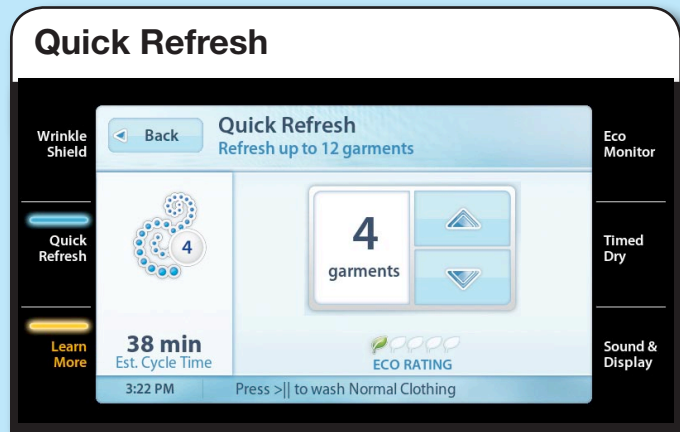 Quick Refresh
Wrinkle
Shield
Quick
Refresh
Learn
More
Back
Quick Refresh
Refresh up to 12 garments
4
38 min
Est. Cycle Time
4
garments
ECO RATING
3:22 PM
Press >|| to wash Normal Clothing
Eco
Monitor
Timed
Dry
Sound &
Display